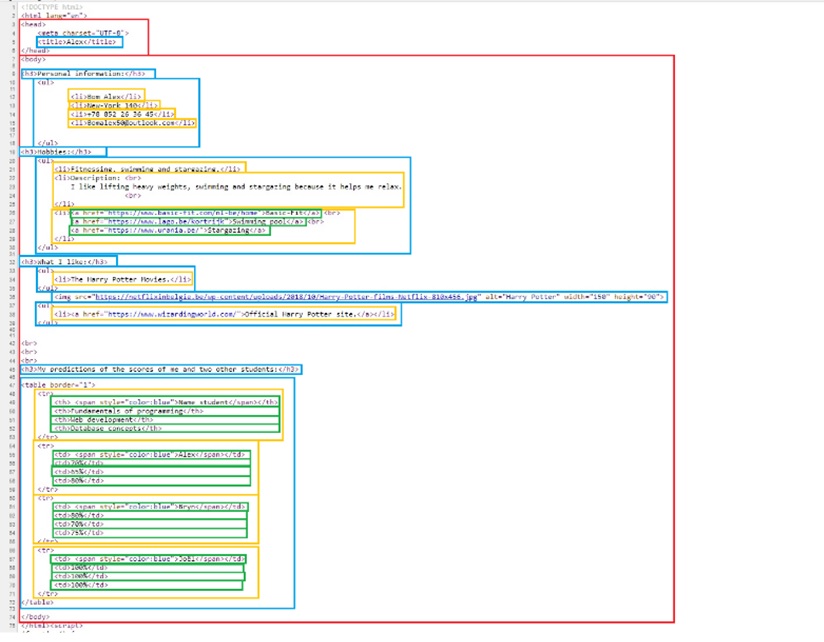 <!DOCTYPE html>
<html lang="en">
<head>
<meta charset="UTF-8">
<title>Alex</title>
</head>
<body>
<h3>Personal information:</h3>
<ul>
<li>Bom Alex</li>
<li>New-York 140</li>
<li>+78 852 26 36 45</li>
<li>Bomalex50@outlook.com</li>
</ul>
<h3>Hobbies:</h3>
<ul>
<li>Fitnessing, swimming and stargazing.</li>
<li>Description: <br>
I like lifting heavy weights, swimming and stargazing because it helps me relax.
<br>
</li>
<li><a href="https://www.basic-fit.com/nl-be/home">Basic-Fit</a> <br>
<a href="https://www.lago.be/kortrijk">Swimming pool</a> <br>
<a href="https://www.urania.be/">Stargazing</a>
</li>
</ul>
<h3>What I like:</h3>
<ul>
<li>The Harry Potter Movies.</li>
</ul>
<img src="https://netflixinbelgie.be/wp-content/uploads/2018/10/Harry-Potter-films-Netflix-810x456.jpg" alt="Harry Potter" width="150" height="90">
<ul>
<li><a href="https://www.wizardingworld.com/">Official Harry Potter site.</a></li>
</ul>
<br>
<br>
<br>
<h3>My predictions of the scores of me and two other students:</h3>
<table border="1">
<tr>
<th> <span style="color:blue">Name student</span></th>
<th>Fundamentals of programming</th>
<th>Web development</th>
<th>Database concepts</th>
</tr>
<tr>
<td> <span style="color:blue">Alex</span></td>
<td>70%</td>
<td>65%</td>
<td>80%</td>
</tr>
<tr>
<td> <span style="color:blue">Bryn</span></td>
<td>80%</td>
<td>70%</td>
<td>75%</td>
</tr>
<tr>
<td> <span style="color:blue"></span></td>
<td>100%</td>
<td>100%</td>
<td>100%</td>
</tr>
</table>
</body>
</html><script>